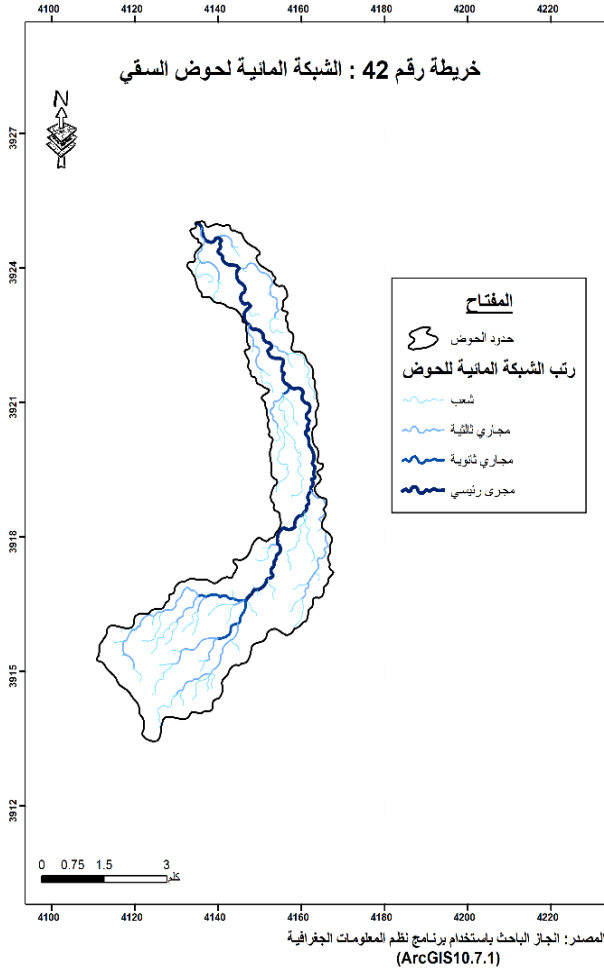 4100 4120 4140 4160 4180 4200 4220
خريطة رقم 42 : الشبكة المائية لحوض السقي
N
3927
3924
3921
3918
3915
3912
المفتاح
حدود الحوض
رتب الشبكة المائية للحوض
شعب
مجاري ثالثية
مجاري ثانوية
مجرى رئيسي
0 0.75 1.5 3
كلم
4100 4120 4140 4160 4180 4200 4220
المصدر: انجاز الباحث باستخدام برنامج نظم المعلومات الجغرافية
(ArcGIS10.7.1)